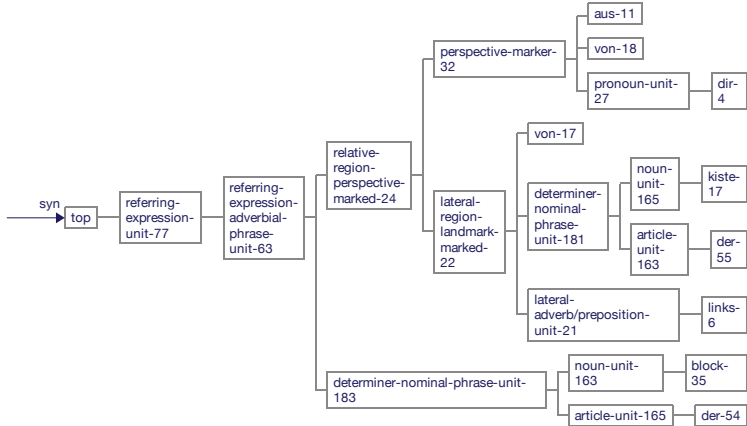 syn
top
referring-
expression-
unit-77
referring-
expression-
adverbial-
phrase-
unit-63
relative-
region-
perspective-
marked-24
perspective-marker-
32
aus-11
von-18
pronoun-unit-
27
dir-
4
lateral-
region-
landmark-
marked-
22
von-17
determiner-
nominal-
phrase-
unit-181
noun-
unit-
165
kiste-
17
article-
unit-
163
der-
55
lateral-
adverb/preposition-
unit-21
links-
6
determiner-nominal-phrase-unit-
183
noun-unit-
163
block-
35
article-unit-165
der-54